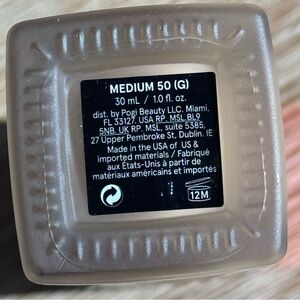 MEDIUM 50 (G)
30 mL / 1.0 fl. oz.
dist. by Pogi Beauty LLC. Miami,
FL 33127, USA RP. MSL BL9
5NB. UK RP. MSL, suite 5385,
27 Upper Pembroke St, Dublin. IE
Made in the USA of US &
imported materials / Fabriqué
aux États-Unis à partir de
matériaux américains et importés
12M